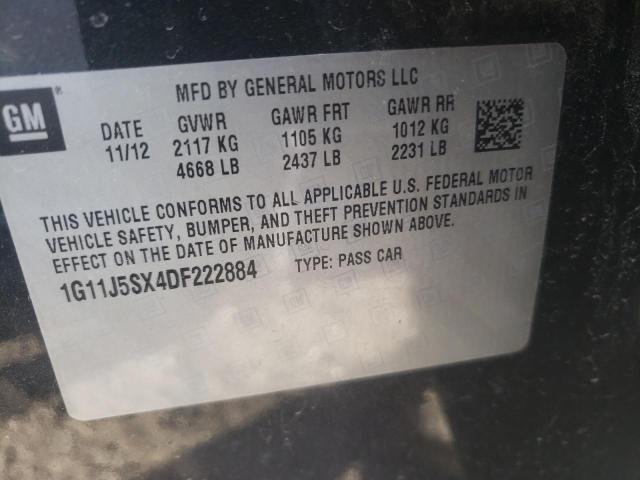 GM
®
MFD BY GENERAL MOTORS LLC
DATE GVWR GAWR FRT GAWR RR
11/12 2117 KG 1105 KG 1012 KG
4668 LB 2437 LB 2231 LB
THIS VEHICLE CONFORMS TO ALL APPLICABLE U.S. FEDERAL MOTOR
VEHICLE SAFETY, BUMPER, AND THEFT PREVENTION STANDARDS IN
EFFECT ON THE DATE OF MANUFACTURE SHOWN ABOVE.
1G11J5SX4DF222884 TYPE: PASS CAR